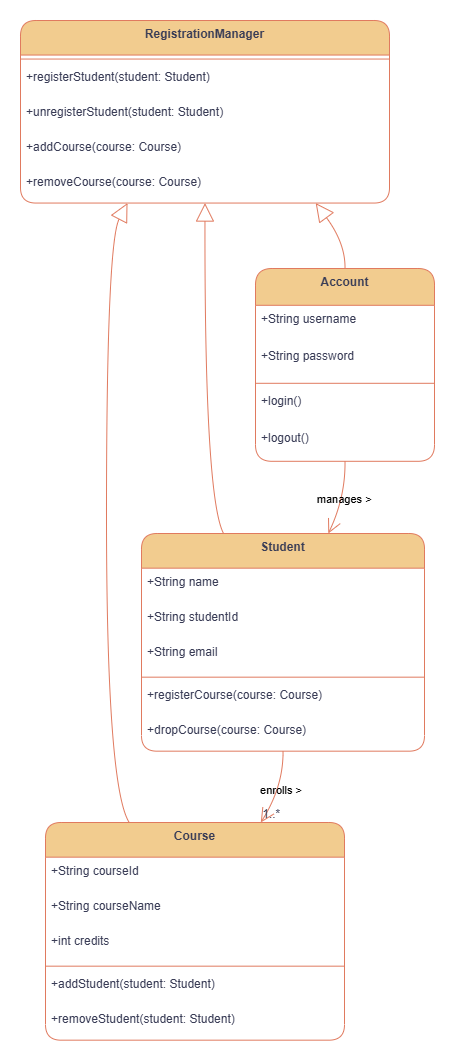 RegistrationManager
+registerStudent(student: Student)
+unregisterStudent(student: Student)
+addCourse(course: Course)
+removeCourse(course: Course)
Account
+String username
+String password
+login()
+logout()
manages >
Student
+String name
+String studentId
+String email
+registerCourse(course: Course)
+dropCourse(course: Course)
enrolls >
1..*
Course
+String courseId
+String courseName
+int credits
+addStudent(student: Student)
+removeStudent(student: Student)